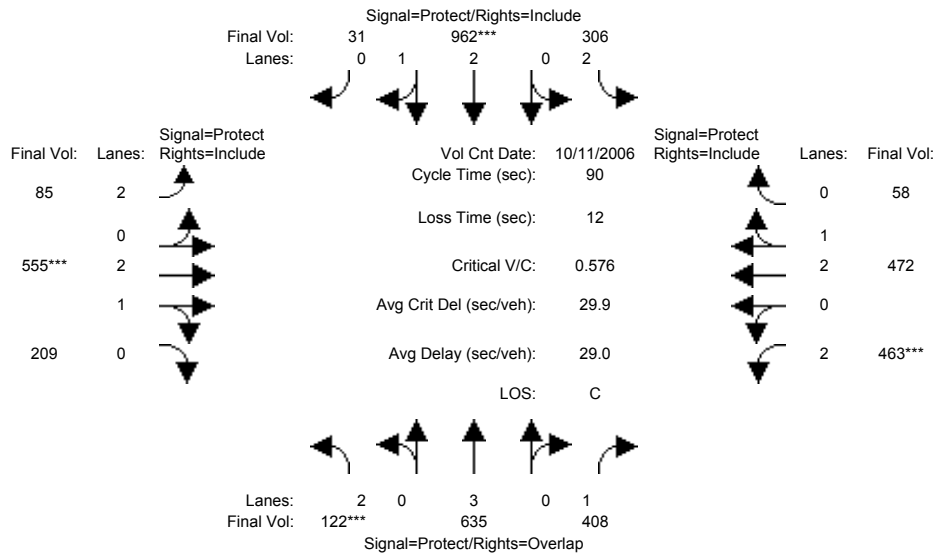 Signal=Protect/Rights=Include
Final Vol: 31 962*** 306
Lanes: 0 1 2 0 2
Signal=Protect Signal=Protect
Final Vol: Lanes: Rights=Include Vol Cnt Date: 10/11/2006 Rights=Include Lanes: Final Vol:
Cycle Time (sec): 90
85 2 0 58
Loss Time (sec): 12
0 1
555*** 2 Critical V/C: 0.576 2 472
1 Avg Crit Del (sec/veh): 29.9 0
209 0 Avg Delay (sec/veh): 29.0 2 463***
LOS: C
Lanes: 2 0 3 0 1
Final Vol: 122*** 635 408
Signal=Protect/Rights=Overlap